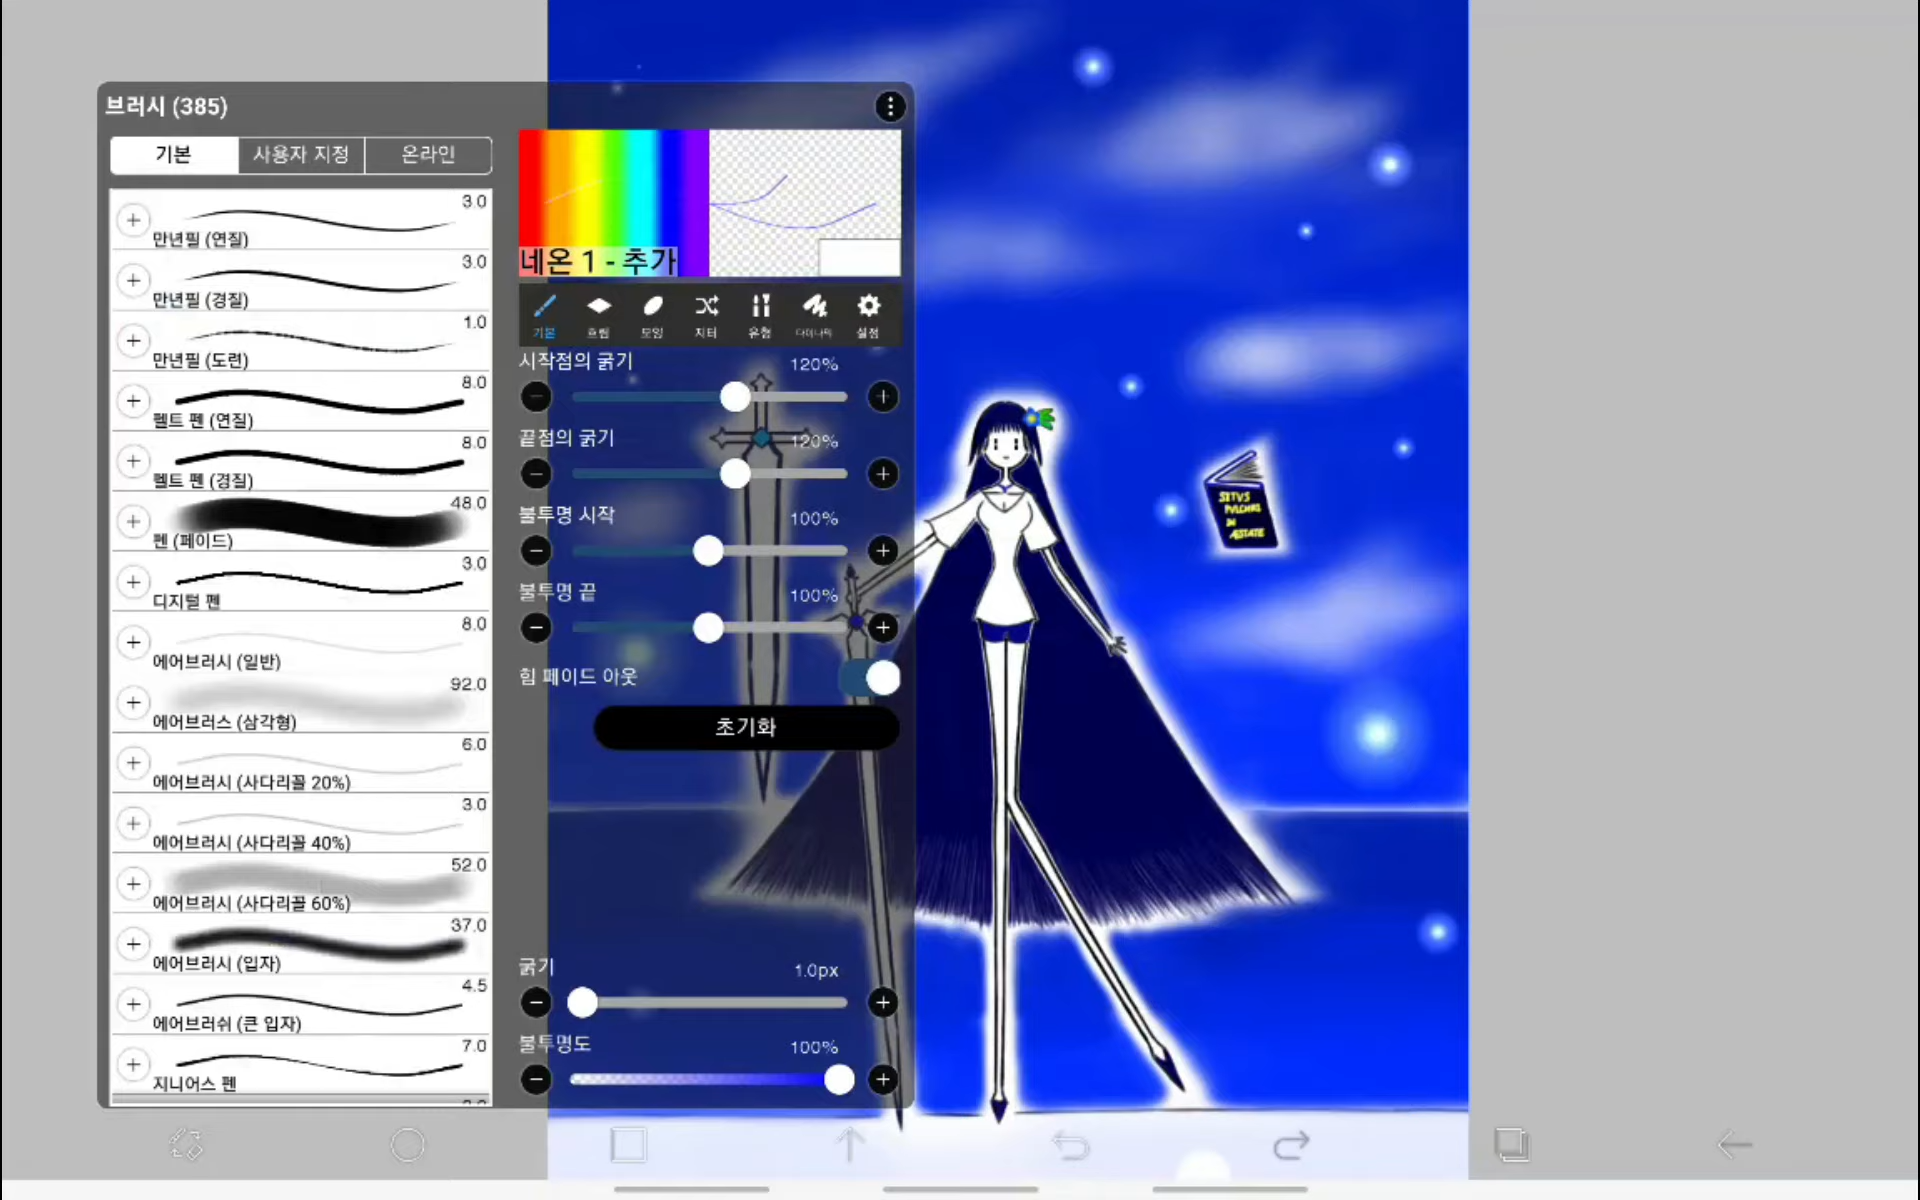 브러시 (385)
기본
사용자 지정
온라인
3.0
만년필 (연질)
3.0
만년필 (경질)
1.0
만년필 (도련)
8.0
펠트 펜 (연질)
8.0
펠트 펜 (경질)
48.0
펜 (페이드)
3.0
디지털 펜
8.0
에어브러시 (일반)
92.0
에어브러스 (삼각형)
6.0
에어브러시 (사다리꼴 20%)
3.0
에어브러시 (사다리꼴 40%)
52.0
에어브러시 (사다리꼴 60%)
37.0
에어브러시 (입자)
4.5
에어브러쉬 (큰 입자)
7.0
지니어스 펜
네온 1 - 추가
기본
흐림
모양
지터
유형
다이나믹
설정
시작점의 굵기
120%
끝점의 굵기
120%
불투명 시작
100%
불투명 끝
100%
힘 페이드 아웃
초기화
굵기
1.0px
불투명도
100%
SITVS
PVLCHRI
IN
ÆSTATE